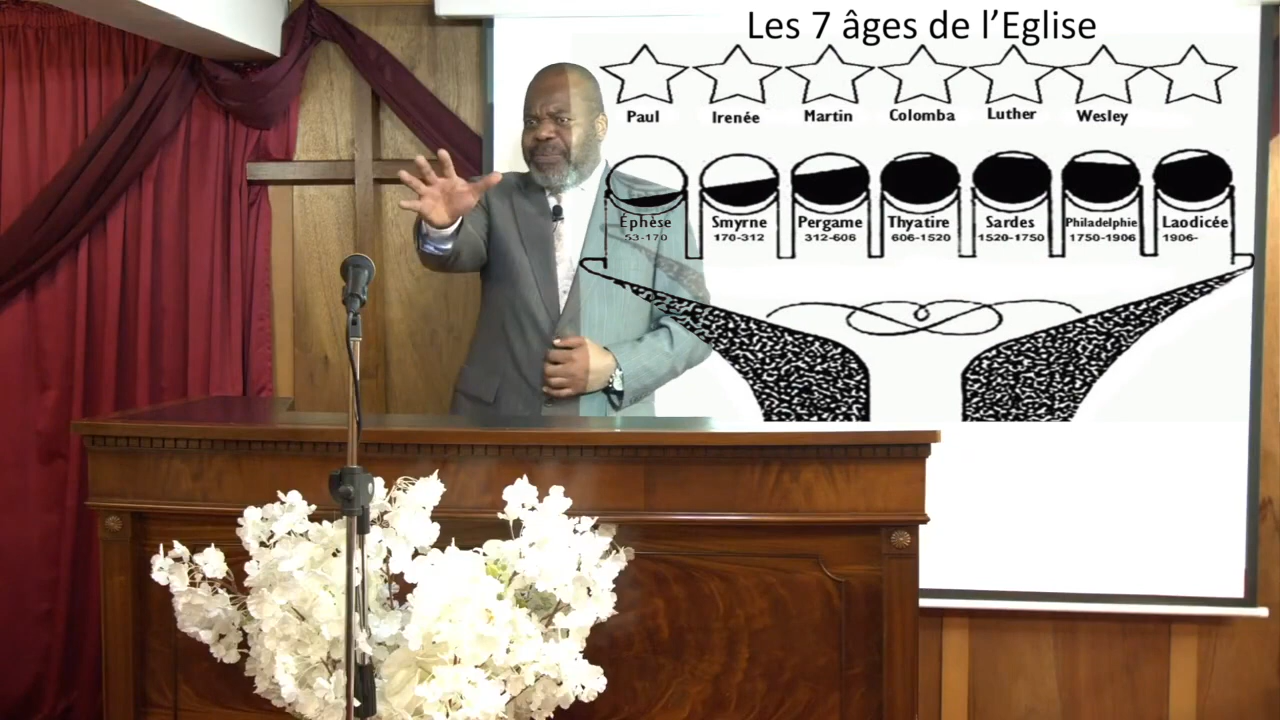 Les 7 âges de l’Eglise
Paul Irenée Martin Colomba Luther Wesley
Éphèse Smyrne Pergame Thyatire Sardes Philadelphie Laodicée
53-170 170-312 312-606 606-1520 1520-1750 1750-1906 1906-